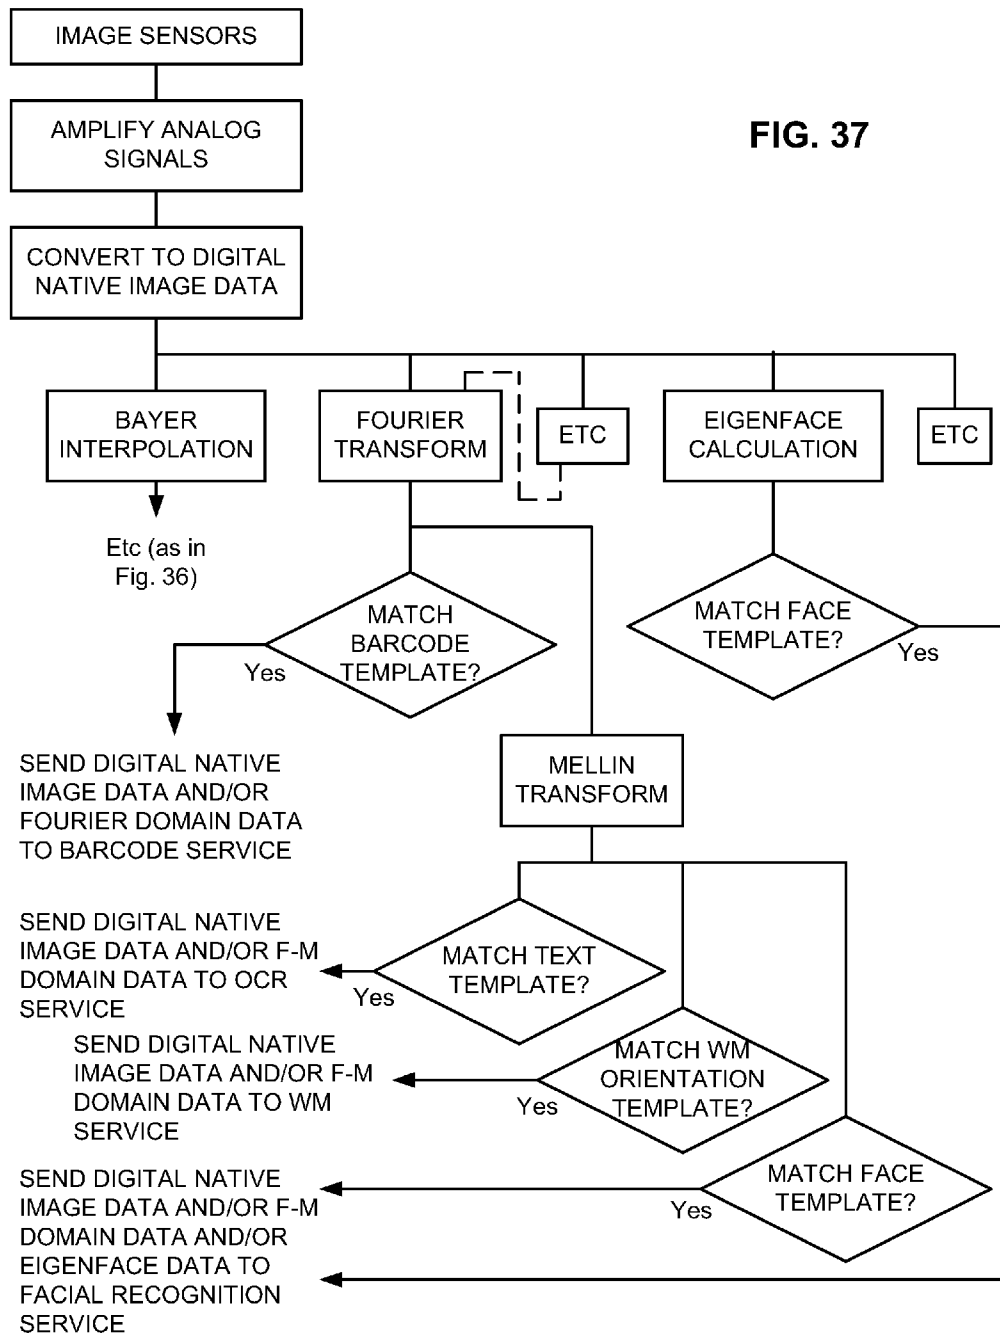 IMAGE SENSORS
AMPLIFY ANALOG
SIGNALS
FIG. 37
CONVERT TO DIGITAL
NATIVE IMAGE DATA
BAYER
INTERPOLATION
FOURIER
TRANSFORM
ETC
EIGENFACE
CALCULATION
ETC
Etc (as in
Fig. 36)
MATCH
BARCODE
TEMPLATE?
Yes
MATCH FACE
TEMPLATE?
Yes
SEND DIGITAL NATIVE
IMAGE DATA AND/OR
FOURIER DOMAIN DATA
TO BARCODE SERVICE
MELLIN
TRANSFORM
SEND DIGITAL NATIVE
IMAGE DATA AND/OR F-M
DOMAIN DATA TO OCR
SERVICE
MATCH TEXT
TEMPLATE?
Yes
SEND DIGITAL NATIVE
IMAGE DATA AND/OR F-M
DOMAIN DATA TO WM
SERVICE
MATCH WM
ORIENTATION
TEMPLATE?
Yes
SEND DIGITAL NATIVE
IMAGE DATA AND/OR F-M
DOMAIN DATA AND/OR
EIGENFACE DATA TO
FACIAL RECOGNITION
SERVICE
MATCH FACE
TEMPLATE?
Yes